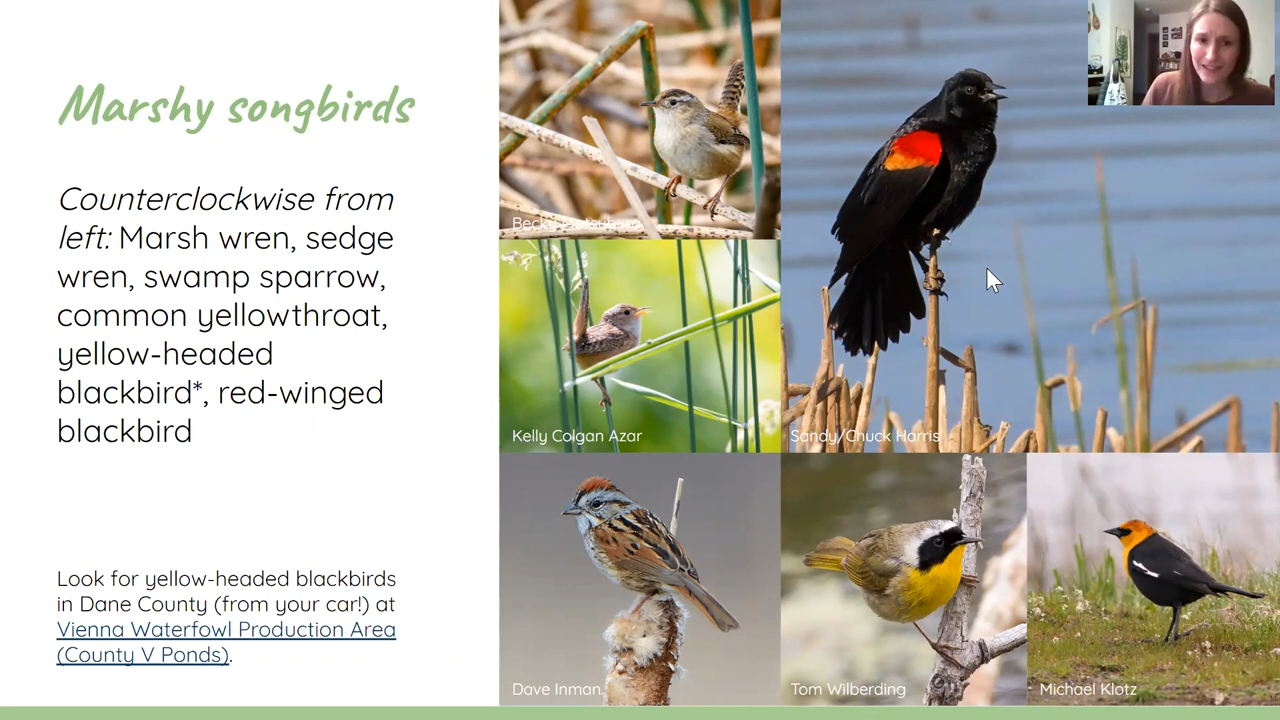 Marshy songbirds
Counterclockwise from
left: Marsh wren, sedge
wren, swamp sparrow,
common yellowthroat,
yellow-headed
blackbird*, red-winged
blackbird
Look for yellow-headed blackbirds
in Dane County (from your car!) at
Vienna Waterfowl Production Area
(County V Ponds).
Kelly Colgan Azar
Sandy/Chuck Harris
Dave Inman
Tom Wilberding
Michael Klotz